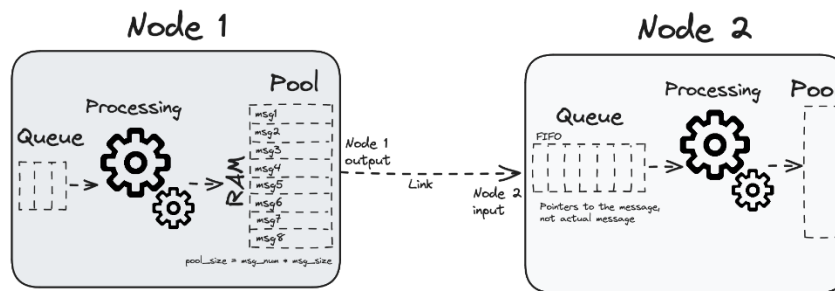 Node 1
Queue
Processing
RAM
Pool
msg1
msg2
msg3
msg4
msg5
msg6
msg7
msg8
pool_size = msg_num * msg_size
Node 1
output
Link
Node 2
input
Node 2
Queue
FIFO
Pointers to the message,
not actual message
Processing
Poo